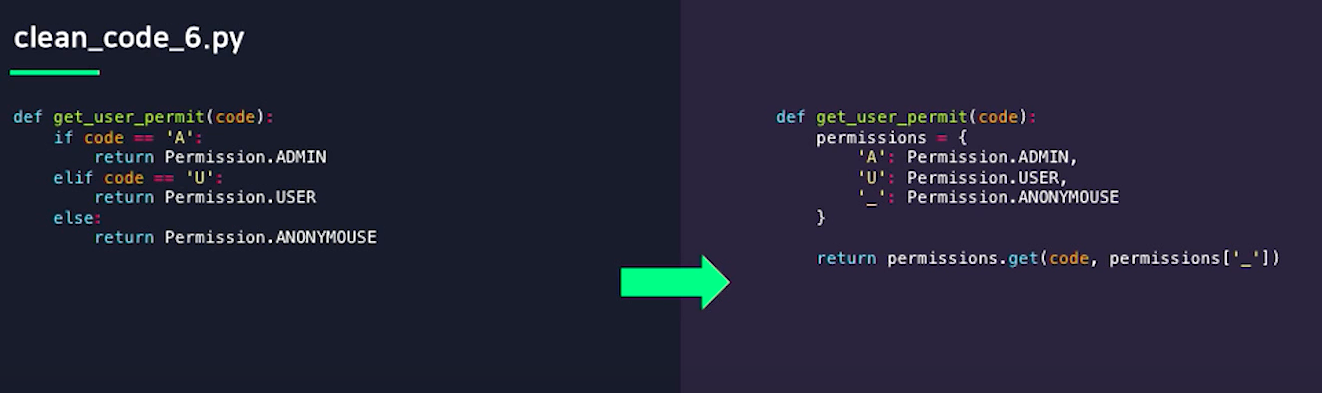 clean_code_6.py
def get_user_permit(code):
    if code == 'A':
        return Permission.ADMIN
    elif code == 'U':
        return Permission.USER
    else:
        return Permission.ANONYMOUSE
def get_user_permit(code):
    permissions = {
        'A': Permission.ADMIN,
        'U': Permission.USER,
        '_': Permission.ANONYMOUSE
    }
    return permissions.get(code, permissions['_'])